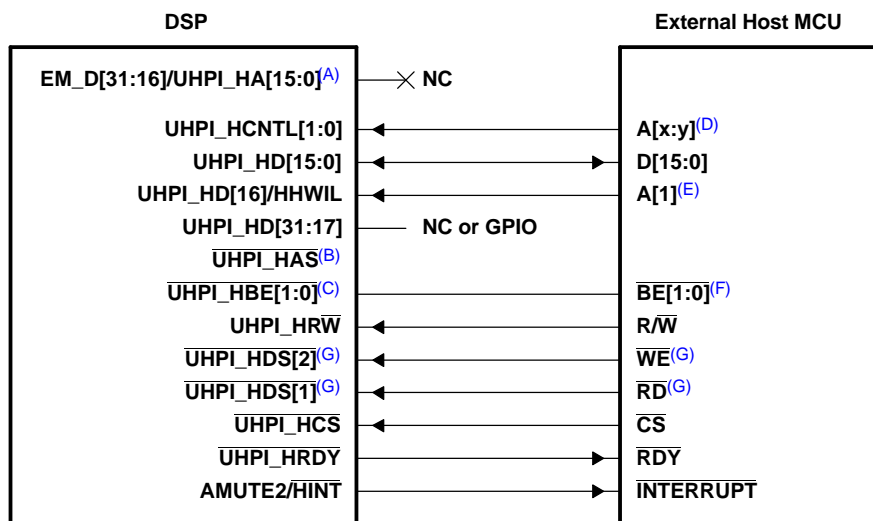 DSP External Host MCU
EM_D[31:16]/UHPI_HA[15:0](A) NC
UHPI_HCNTL[1:0] A[x:y](D)
UHPI_HD[15:0] D[15:0]
UHPI_HD[16]/HHWIL A[1](E)
UHPI_HD[31:17] NC or GPIO
UHPI_HAS(B)
UHPI_HBE[1:0](C) BE[1:0](F)
UHPI_HRW R/W
UHPI_HDS[2](G) WE(G)
UHPI_HDS[1](G) RD(G)
UHPI_HCS CS
UHPI_HRDY RDY
AMUTE2/HINT INTERRUPT